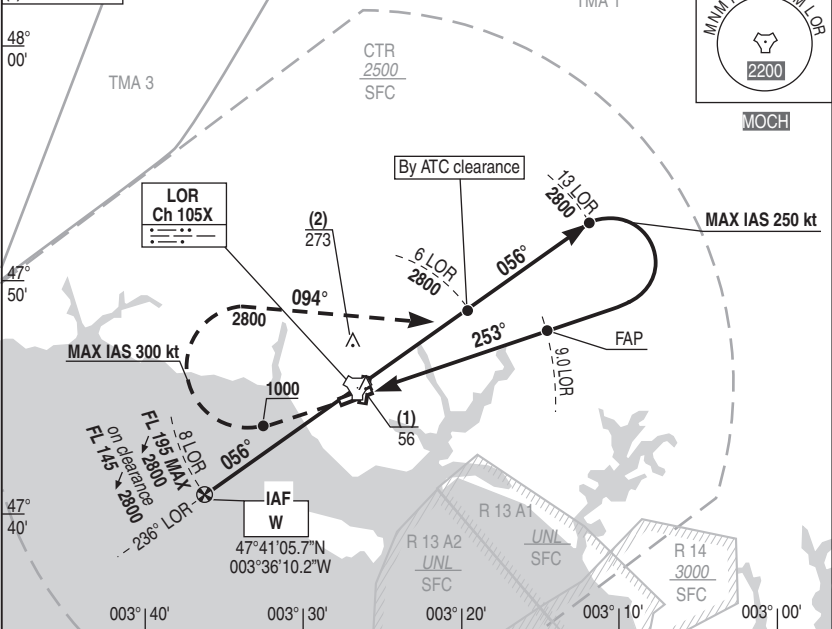 TMA 1
MNM
LOR
2200
MOCH
48°
00'
TMA 3
CTR
2500
SFC
By ATC clearance
LOR
Ch 105X
13 LOR
2800
MAX IAS 250 kt
(2)
273
6 LOR
2800
056°
47°
50'
094°
2800
253°
FAP
MAX IAS 300 kt
9.0 LOR
1000
(1)
56
8 LOR
FL 195 MAX
2800
on clearance
FL 145
2800
056°
236° LOR
IAF
W
47°41'05.7"N
003°36'10.2"W
47°
40'
R 13 A1
UNL
SFC
R 13 A2
UNL
SFC
R 14
3000
SFC
003° 40'
003° 30'
003° 20'
003° 10'
003° 00'